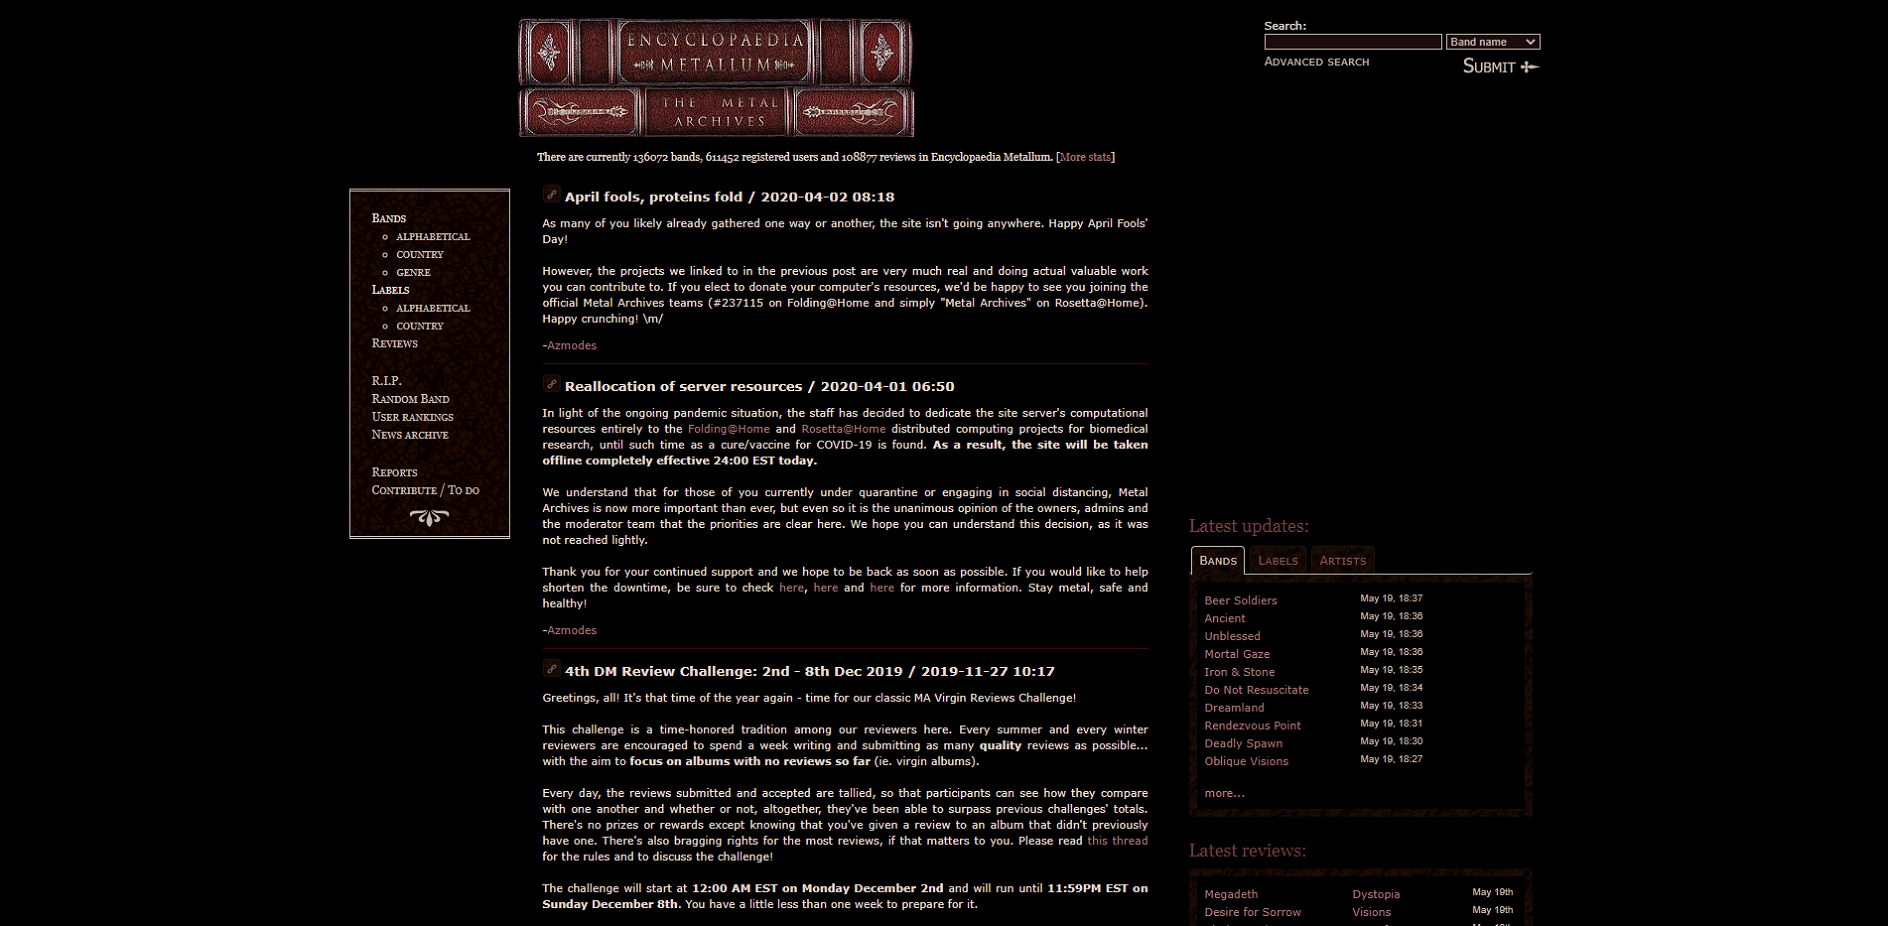 ENCYCLOPAEDIA
METALLUM
THE METAL
ARCHIVES
Search:
Band name
ADVANCED SEARCH
SUBMIT
There are currently 136072 bands, 611452 registered users and 108877 reviews in Encyclopaedia Metallum. [More stats]
BANDS
ALPHABETICAL
COUNTRY
GENRE
LABELS
ALPHABETICAL
COUNTRY
REVIEWS
R.I.P.
RANDOM BAND
USER RANKINGS
NEWS ARCHIVE
REPORTS
CONTRIBUTE / TO DO
April fools, proteins fold / 2020-04-02 08:18
As many of you likely already gathered one way or another, the site isn't going anywhere. Happy April Fools'
Day!
However, the projects we linked to in the previous post are very much real and doing actual valuable work
you can contribute to. If you elect to donate your computer's resources, we'd be happy to see you joining the
official Metal Archives teams (#237115 on Folding@Home and simply "Metal Archives" on Rosetta@Home).
Happy crunching! \m/
-Azmodes
Reallocation of server resources / 2020-04-01 06:50
In light of the ongoing pandemic situation, the staff has decided to dedicate the site server's computational
resources entirely to the Folding@Home and Rosetta@Home distributed computing projects for biomedical
research, until such time as a cure/vaccine for COVID-19 is found. As a result, the site will be taken
offline completely effective 24:00 EST today.
We understand that for those of you currently under quarantine or engaging in social distancing, Metal
Archives is now more important than ever, but even so it is the unanimous opinion of the owners, admins and
the moderator team that the priorities are clear here. We hope you can understand this decision, as it was
not reached lightly.
Thank you for your continued support and we hope to be back as soon as possible. If you would like to help
shorten the downtime, be sure to check here, here and here for more information. Stay metal, safe and
healthy!
-Azmodes
4th DM Review Challenge: 2nd - 8th Dec 2019 / 2019-11-27 10:17
Greetings, all! It's that time of the year again - time for our classic MA Virgin Reviews Challenge!
This challenge is a time-honored tradition among our reviewers here. Every summer and every winter
reviewers are encouraged to spend a week writing and submitting as many quality reviews as possible...
with the aim to focus on albums with no reviews so far (ie. virgin albums).
Every day, the reviews submitted and accepted are tallied, so that participants can see how they compare
with one another and whether or not, altogether, they've been able to surpass previous challenges' totals.
There's no prizes or rewards except knowing that you've given a review to an album that didn't previously
have one. There's also bragging rights for the most reviews, if that matters to you. Please read this thread
for the rules and to discuss the challenge!
The challenge will start at 12:00 AM EST on Monday December 2nd and will run until 11:59PM EST on
Sunday December 8th. You have a little less than one week to prepare for it.
Latest updates:
BANDS LABELS ARTISTS
Beer Soldiers May 19, 18:37
Ancient May 19, 18:36
Unblessed May 19, 18:36
Mortal Gaze May 19, 18:36
Iron & Stone May 19, 18:35
Do Not Resuscitate May 19, 18:34
Dreamland May 19, 18:33
Rendezvous Point May 19, 18:31
Deadly Spawn May 19, 18:30
Oblique Visions May 19, 18:27
more...
Latest reviews:
Megadeth Dystopia May 19th
Desire for Sorrow Visions May 19th